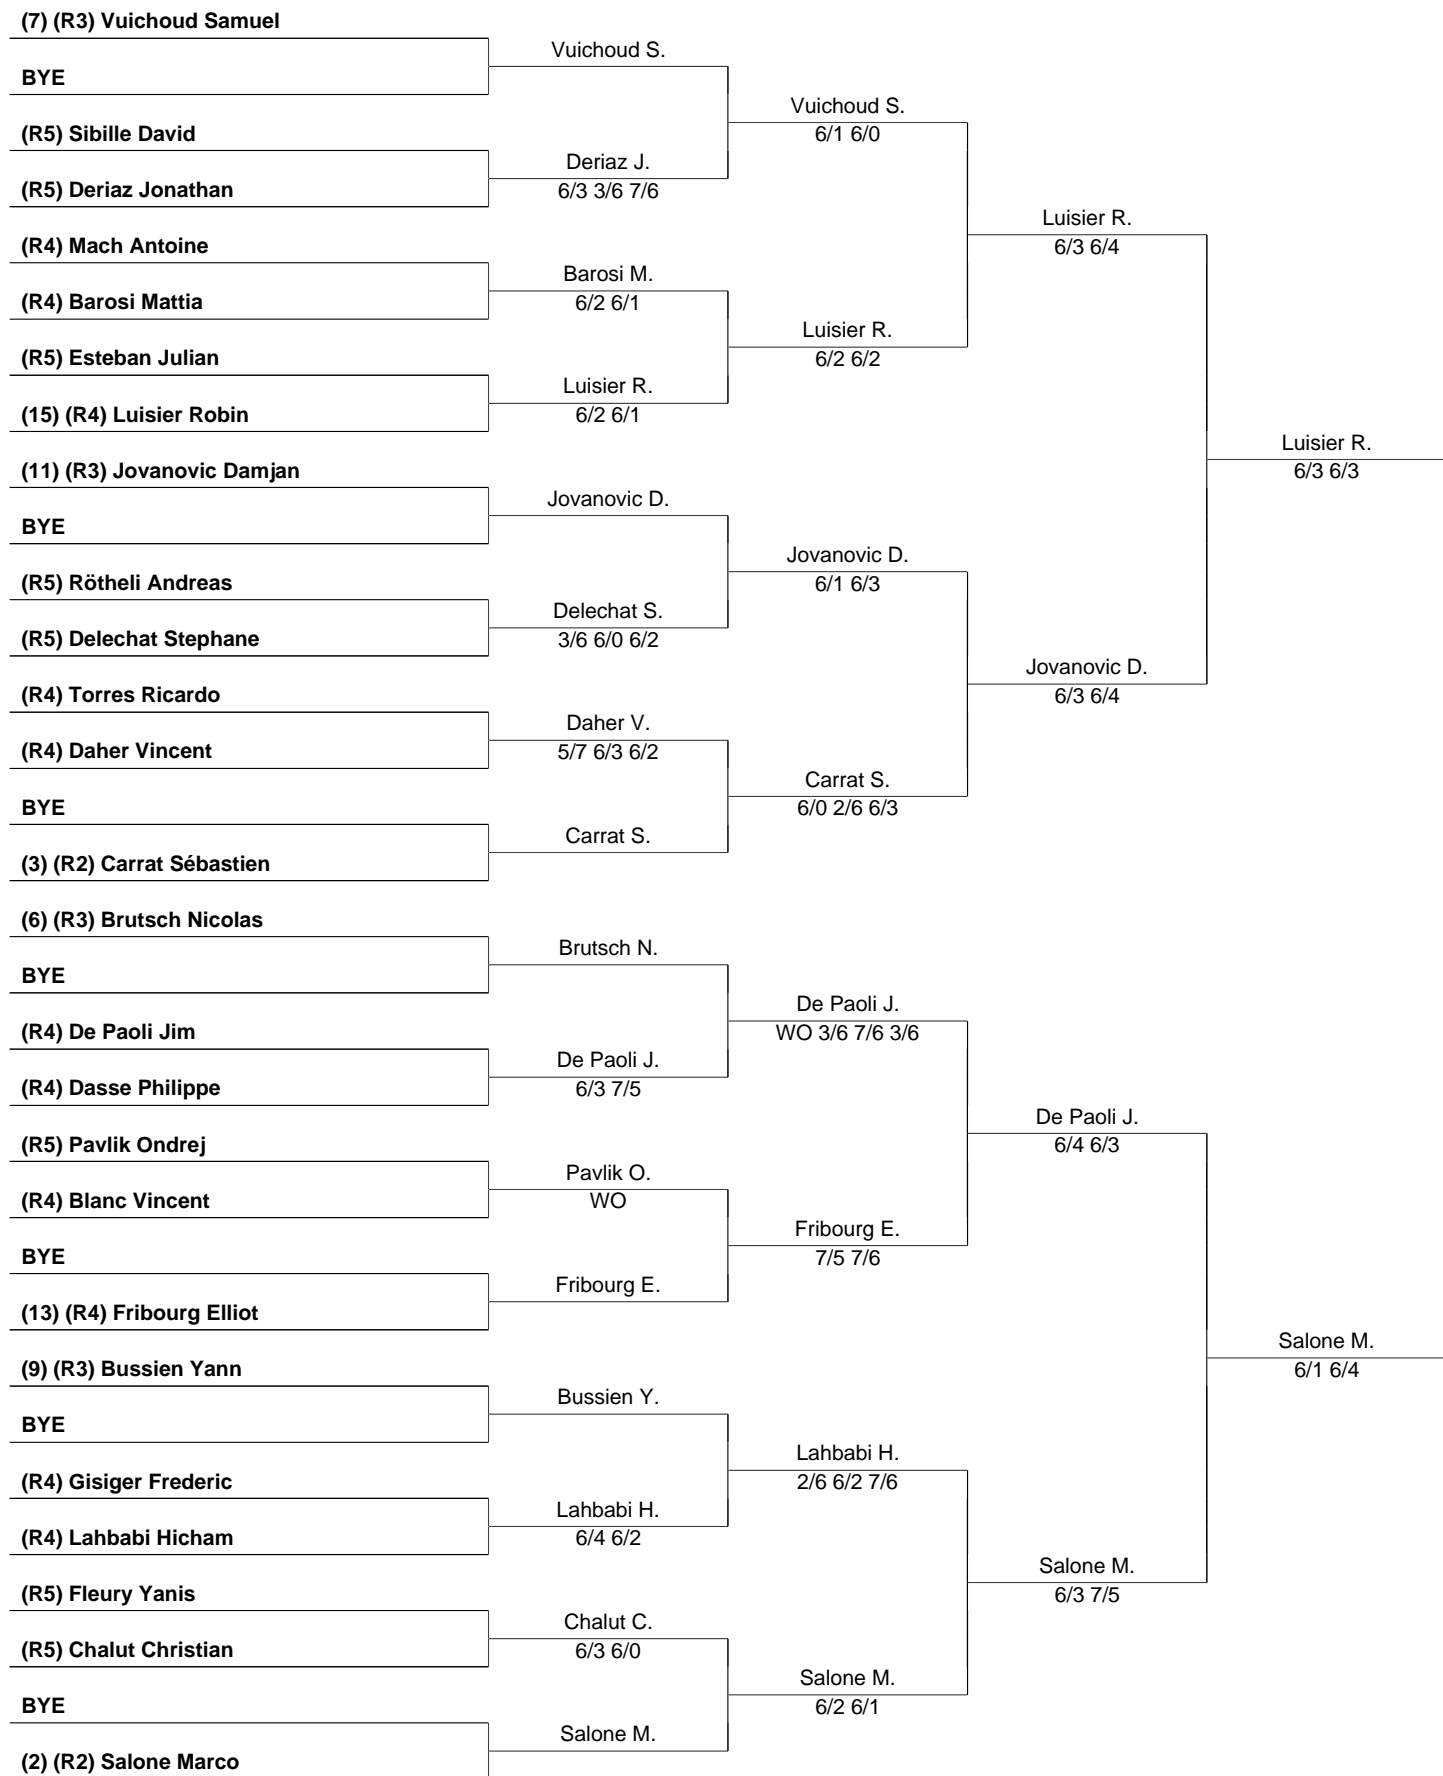 (7) (R3) Vuichoud Samuel
Vuichoud S.
BYE
Vuichoud S.
6/1 6/0
(R5) Sibille David
Deriaz J.
6/3 3/6 7/6
(R5) Deriaz Jonathan
Luisier R.
6/3 6/4
(R4) Mach Antoine
Barosi M.
6/2 6/1
(R4) Barosi Mattia
Luisier R.
6/2 6/2
(R5) Esteban Julian
Luisier R.
6/2 6/1
(15) (R4) Luisier Robin
Luisier R.
6/3 6/3
(11) (R3) Jovanovic Damjan
Jovanovic D.
BYE
Jovanovic D.
6/1 6/3
(R5) Rötheli Andreas
Delechat S.
3/6 6/0 6/2
(R5) Delechat Stephane
Jovanovic D.
6/3 6/4
(R4) Torres Ricardo
Daher V.
5/7 6/3 6/2
(R4) Daher Vincent
Carrat S.
6/0 2/6 6/3
BYE
Carrat S.
(3) (R2) Carrat Sébastien
(6) (R3) Brutsch Nicolas
Brutsch N.
BYE
De Paoli J.
WO 3/6 7/6 3/6
(R4) De Paoli Jim
De Paoli J.
6/3 7/5
(R4) Dasse Philippe
De Paoli J.
6/4 6/3
(R5) Pavlik Ondrej
Pavlik O.
WO
(R4) Blanc Vincent
Fribourg E.
7/5 7/6
BYE
Fribourg E.
(13) (R4) Fribourg Elliot
Salone M.
6/1 6/4
(9) (R3) Bussien Yann
Bussien Y.
BYE
Lahbabi H.
2/6 6/2 7/6
(R4) Gisiger Frederic
Lahbabi H.
6/4 6/2
(R4) Lahbabi Hicham
Salone M.
6/3 7/5
(R5) Fleury Yanis
Chalut C.
6/3 6/0
(R5) Chalut Christian
Salone M.
6/2 6/1
BYE
Salone M.
(2) (R2) Salone Marco